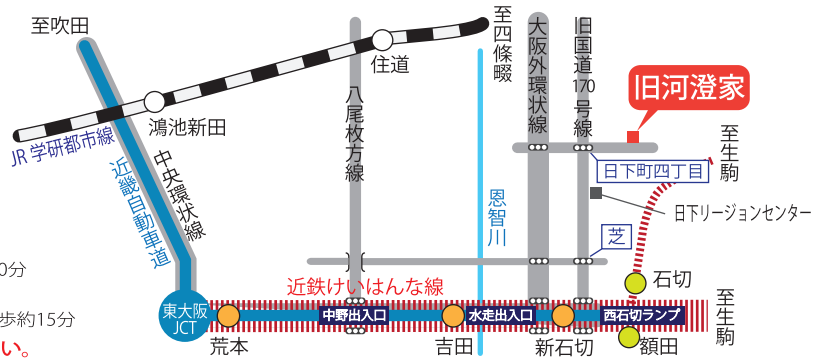 至吹田
至四條畷
住道
鴻池新田
JR 学研都市線
近畿自動車道
中央環状線
八尾枚方線
大阪外環状線
旧国道170号線
旧河澄家
至生駒
日下町四丁目
日下リージョンセンター
恩智川
芝
0分
近鉄けいはんな線
石切
歩約15分
東大阪
JCT
中野出入口
水走出入口
西石切ランプ
至生駒
い。
荒本
吉田
新石切
額田